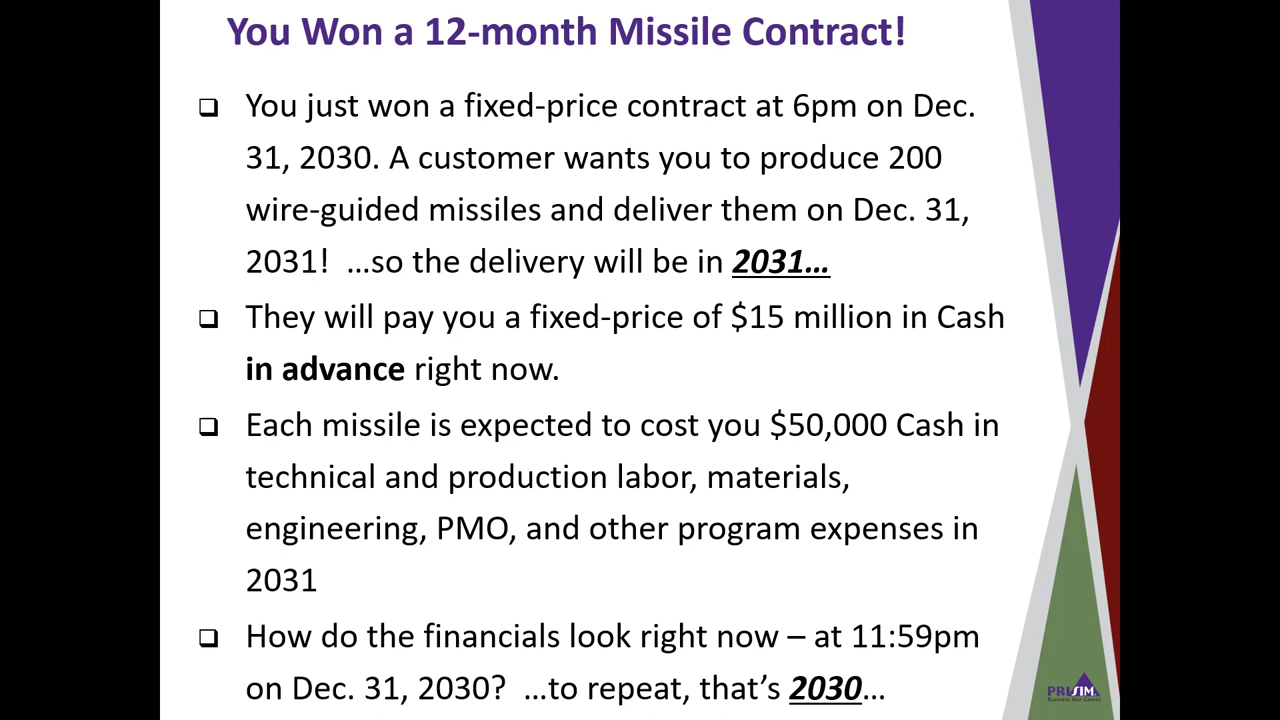 You Won a 12-month Missile Contract!
You just won a fixed-price contract at 6pm on Dec.
31, 2030. A customer wants you to produce 200
wire-guided missiles and deliver them on Dec. 31,
2031!  …so the delivery will be in 2031…
They will pay you a fixed-price of $15 million in Cash
in advance right now.
Each missile is expected to cost you $50,000 Cash in
technical and production labor, materials,
engineering, PMO, and other program expenses in
2031
How do the financials look right now – at 11:59pm
on Dec. 31, 2030?  …to repeat, that’s 2030…
PRISIM
Business War Games